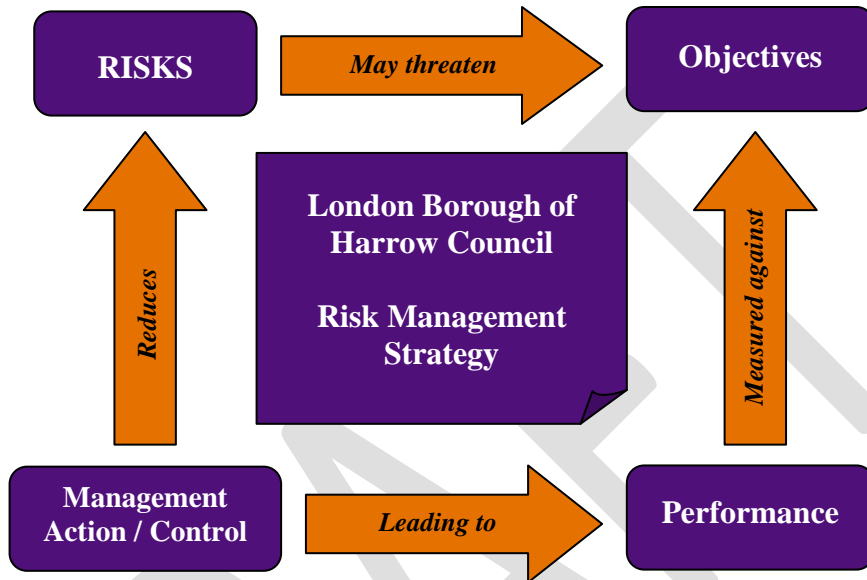 RISKS
May threaten
Objectives
London Borough of
Harrow Council
Risk Management
Strategy
Reduces
Measured against
Management
Action / Control
Leading to
Performance
DRAFT